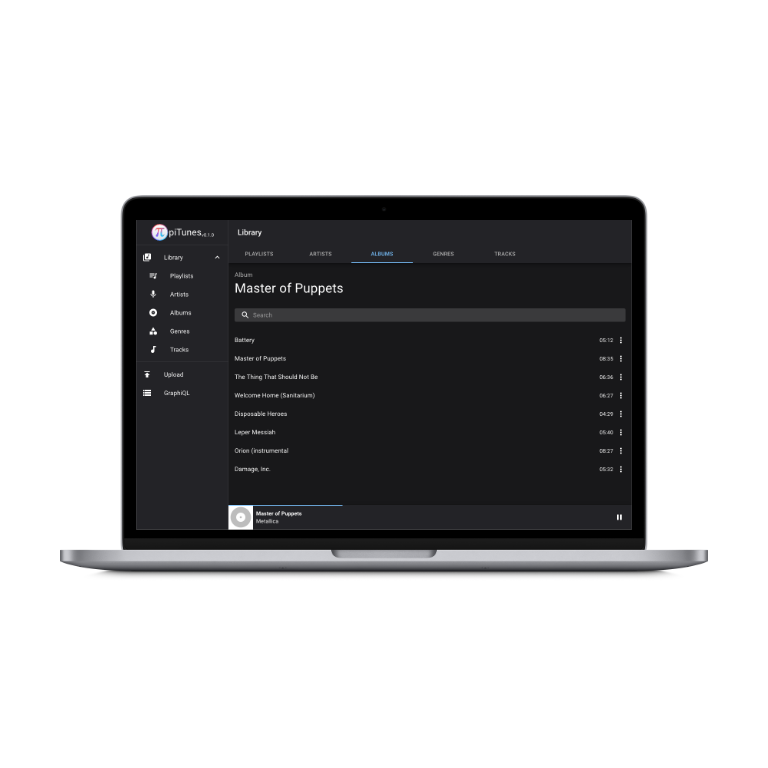 piTunes v0.1.0
Library
Playlists
Artists
Albums
Genres
Tracks
Upload
GraphiQL
Library
PLAYLISTS ARTISTS ALBUMS GENRES TRACKS
Album
Master of Puppets
Search
Battery 05:12
Master of Puppets 08:35
The Thing That Should Not Be 06:36
Welcome Home (Sanitarium) 06:27
Disposable Heroes 04:29
Leper Messiah 05:40
Orion (instrumental 08:27
Damage, Inc. 05:32
Master of Puppets
Metallica